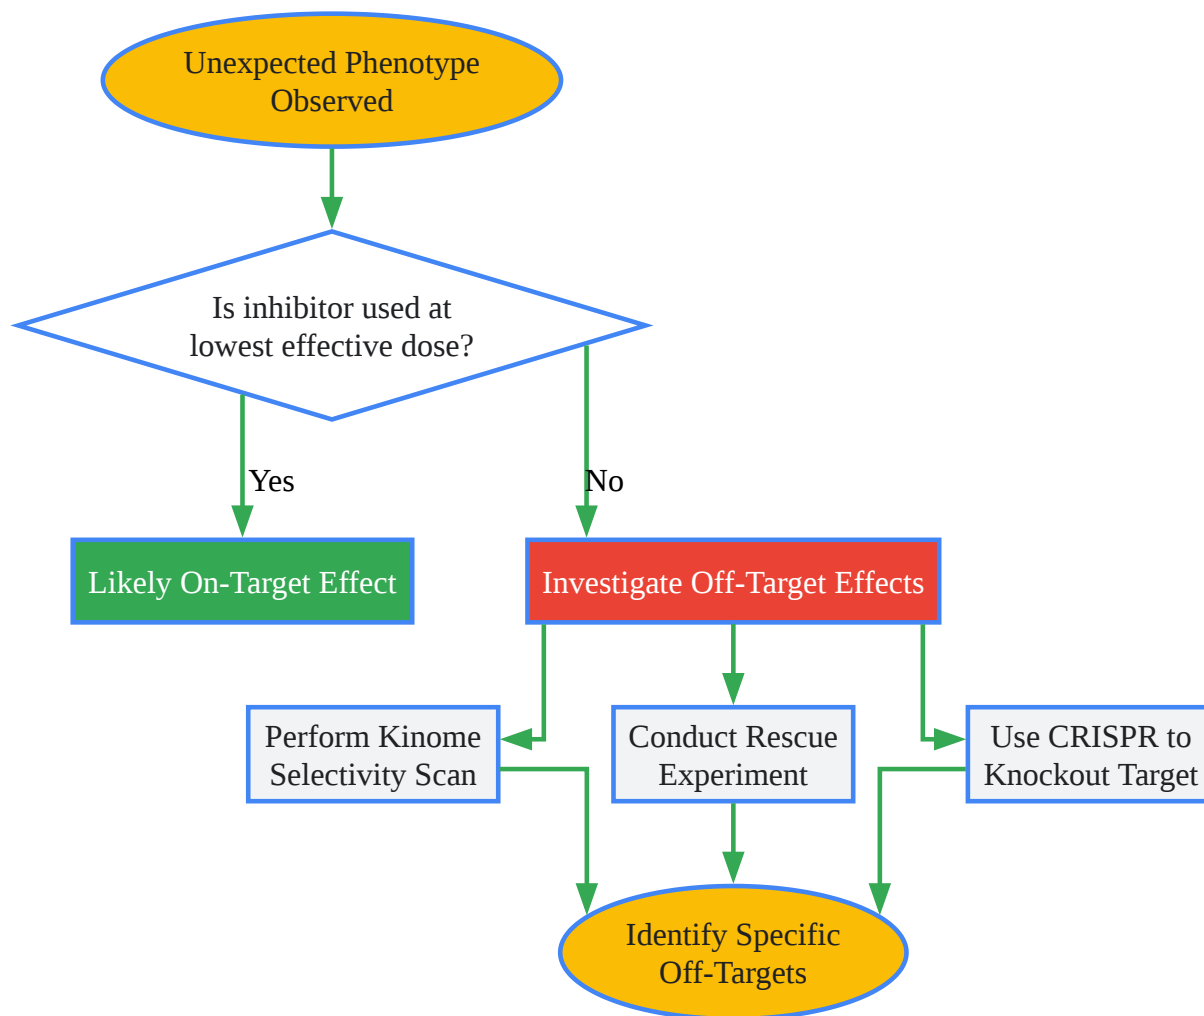 Unexpected Phenotype
Observed
Is inhibitor used at
lowest effective dose?
Yes
No
Likely On-Target Effect
Investigate Off-Target Effects
Perform Kinome
Selectivity Scan
Conduct Rescue
Experiment
Use CRISPR to
Knockout Target
Identify Specific
Off-Targets